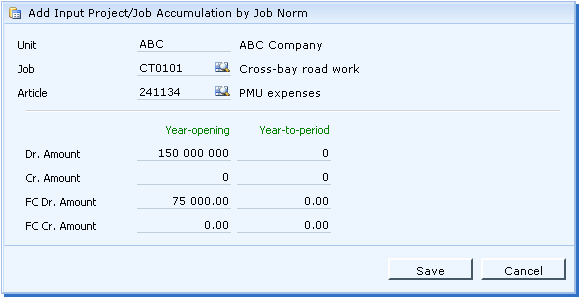 Add Input Project/Job Accumulation by Job Norm
Unit ABC ABC Company
Job CT0101 Cross-bay road work
Article 241134 PMU expenses
Year-opening Year-to-period
Dr. Amount 150 000 000 0
Cr. Amount 0 0
FC Dr. Amount 75 000.00 0.00
FC Cr. Amount 0.00 0.00
Save Cancel